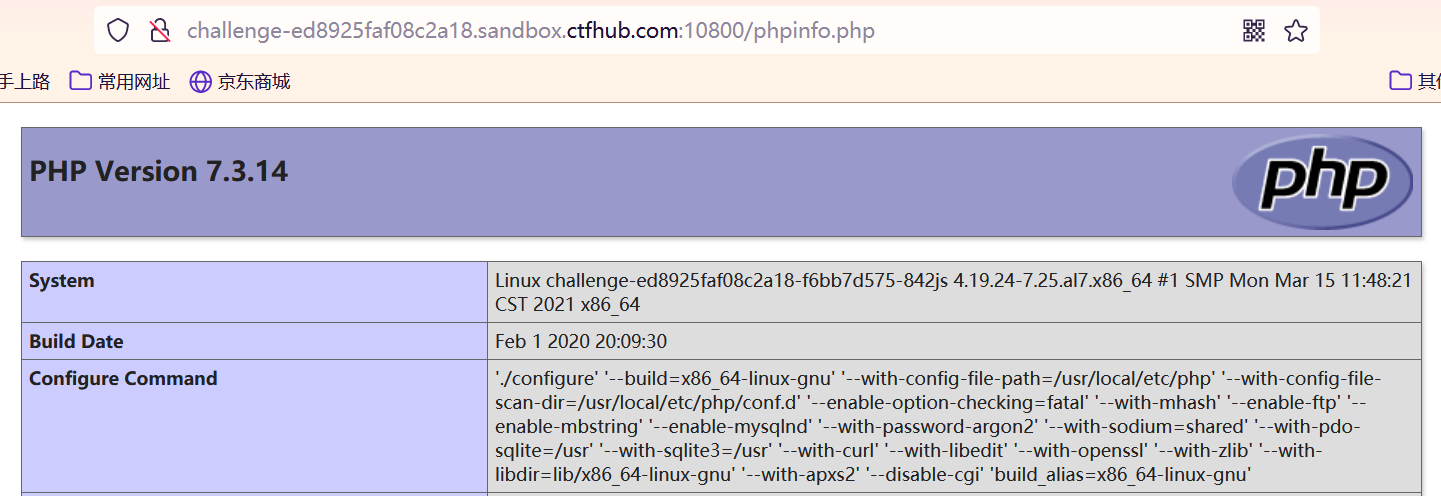 challenge-ed8925faf08c2a18.sandbox.ctfhub.com:10800/phpinfo.php
手上路 常用网址 京东商城
PHP Version 7.3.14 php
System Linux challenge-ed8925faf08c2a18-f6bb7d575-842js 4.19.24-7.25.al7.x86_64 #1 SMP Mon Mar 15 11:48:21
CST 2021 x86_64
Build Date Feb 1 2020 20:09:30
Configure Command './configure' '--build=x86_64-linux-gnu' '--with-config-file-path=/usr/local/etc/php' '--with-config-file-
scan-dir=/usr/local/etc/php/conf.d' '--enable-option-checking=fatal' '--with-mhash' '--enable-ftp' '--
enable-mbstring' '--enable-mysqlnd' '--with-password-argon2' '--with-sodium=shared' '--with-pdo-
sqlite=/usr' '--with-sqlite3=/usr' '--with-curl' '--with-libedit' '--with-openssl' '--with-zlib' '--with-
libdir=lib/x86_64-linux-gnu' '--with-apxs2' '--disable-cgi' 'build_alias=x86_64-linux-gnu'